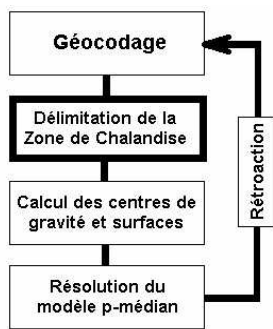 Géocodage
Délimitation de la
Zone de Chalandise
Calcul des centres de
gravité et surfaces
Résolution du
modèle p-médian
Rétroaction